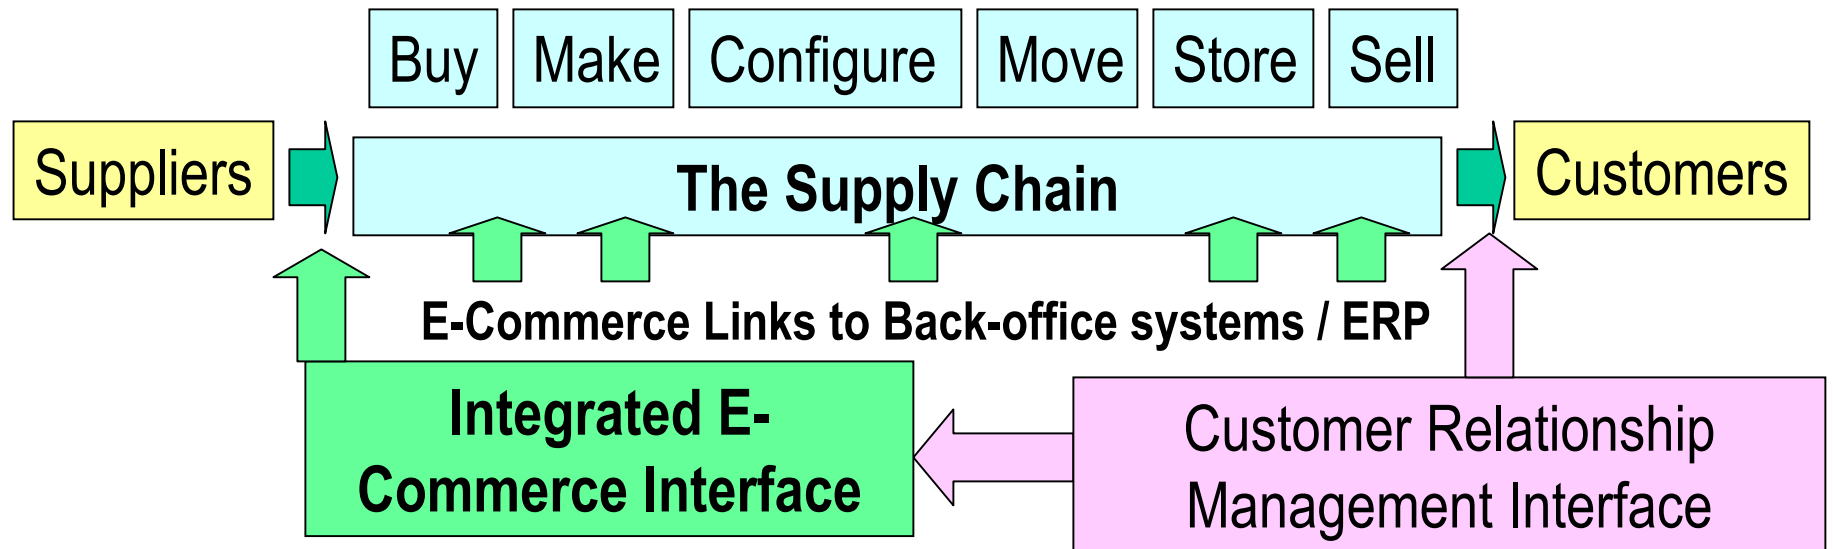 Buy Make Configure Move Store Sell
Suppliers The Supply Chain Customers
E-Commerce Links to Back-office systems / ERP
Integrated E-
Commerce Interface
Customer Relationship
Management Interface